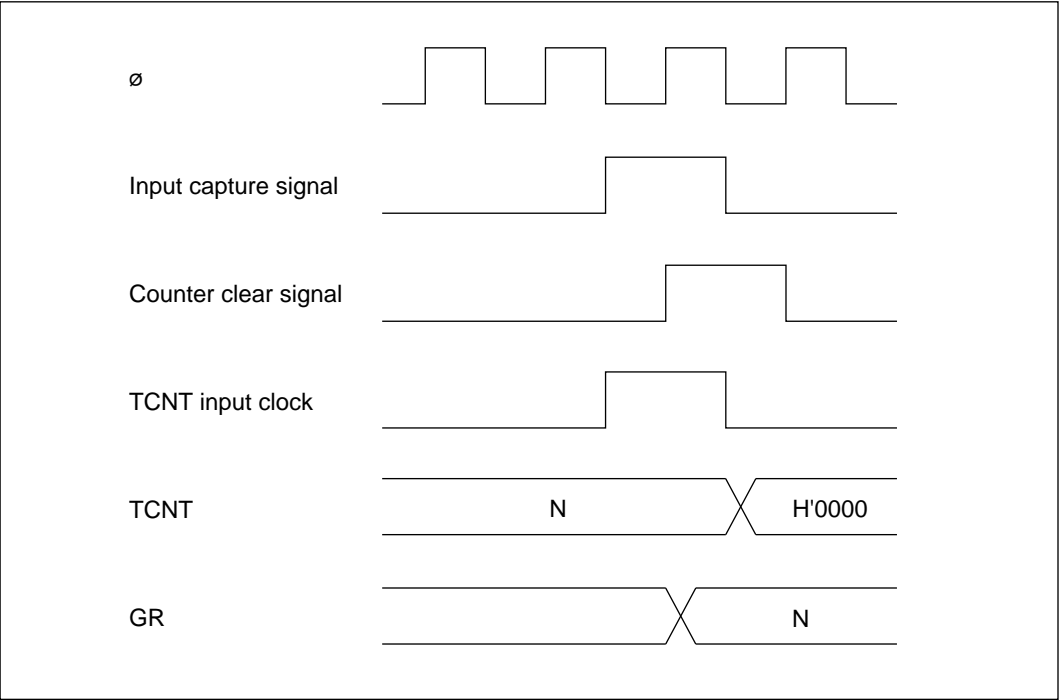 ø
Input capture signal
Counter clear signal
TCNT input clock
TCNT N H'0000
GR N